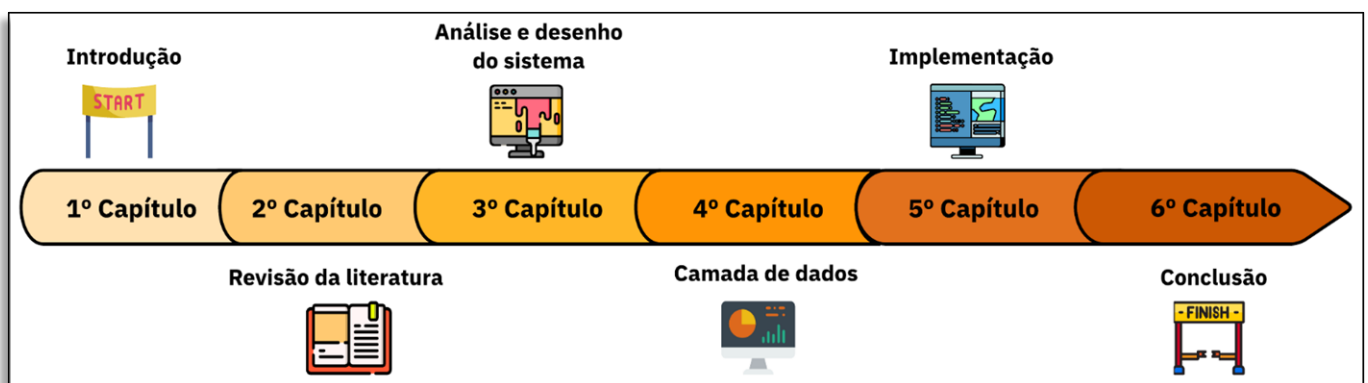 Introdução
START
Análise e desenho
do sistema
Implementação
1º Capítulo
2º Capítulo
3º Capítulo
4º Capítulo
5º Capítulo
6º Capítulo
Revisão da literatura
Camada de dados
Conclusão
- FINISH -